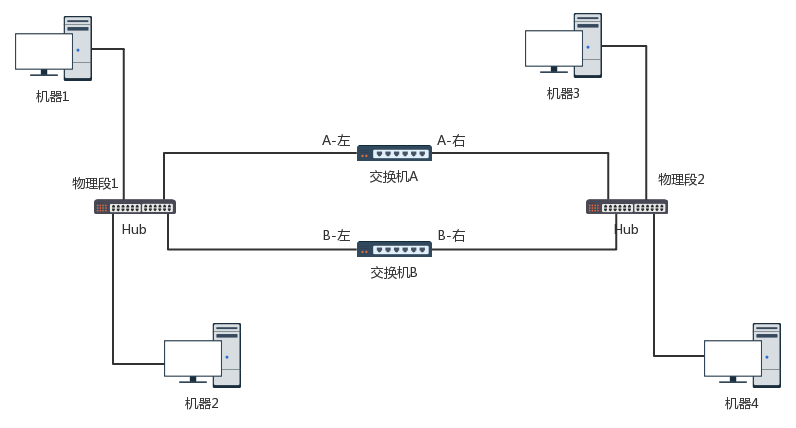 机器1
机器3
A-左
A-右
交换机A
物理段1
物理段2
Hub
Hub
B-左
B-右
交换机B
机器2
机器4